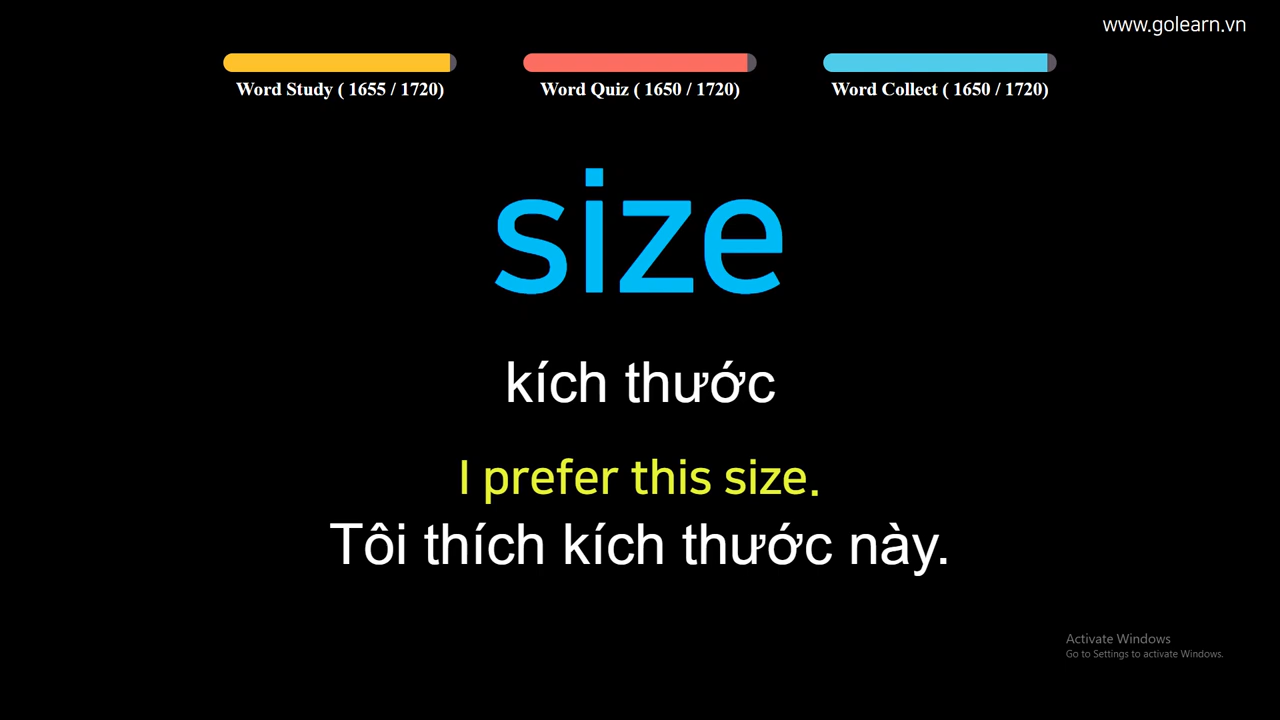 www.golearn.vn
Word Study ( 1655 / 1720)
Word Quiz ( 1650 / 1720)
Word Collect ( 1650 / 1720)
size
kích thước
I prefer this size.
Tôi thích kích thước này.
Activate Windows
Go to Settings to activate Windows.